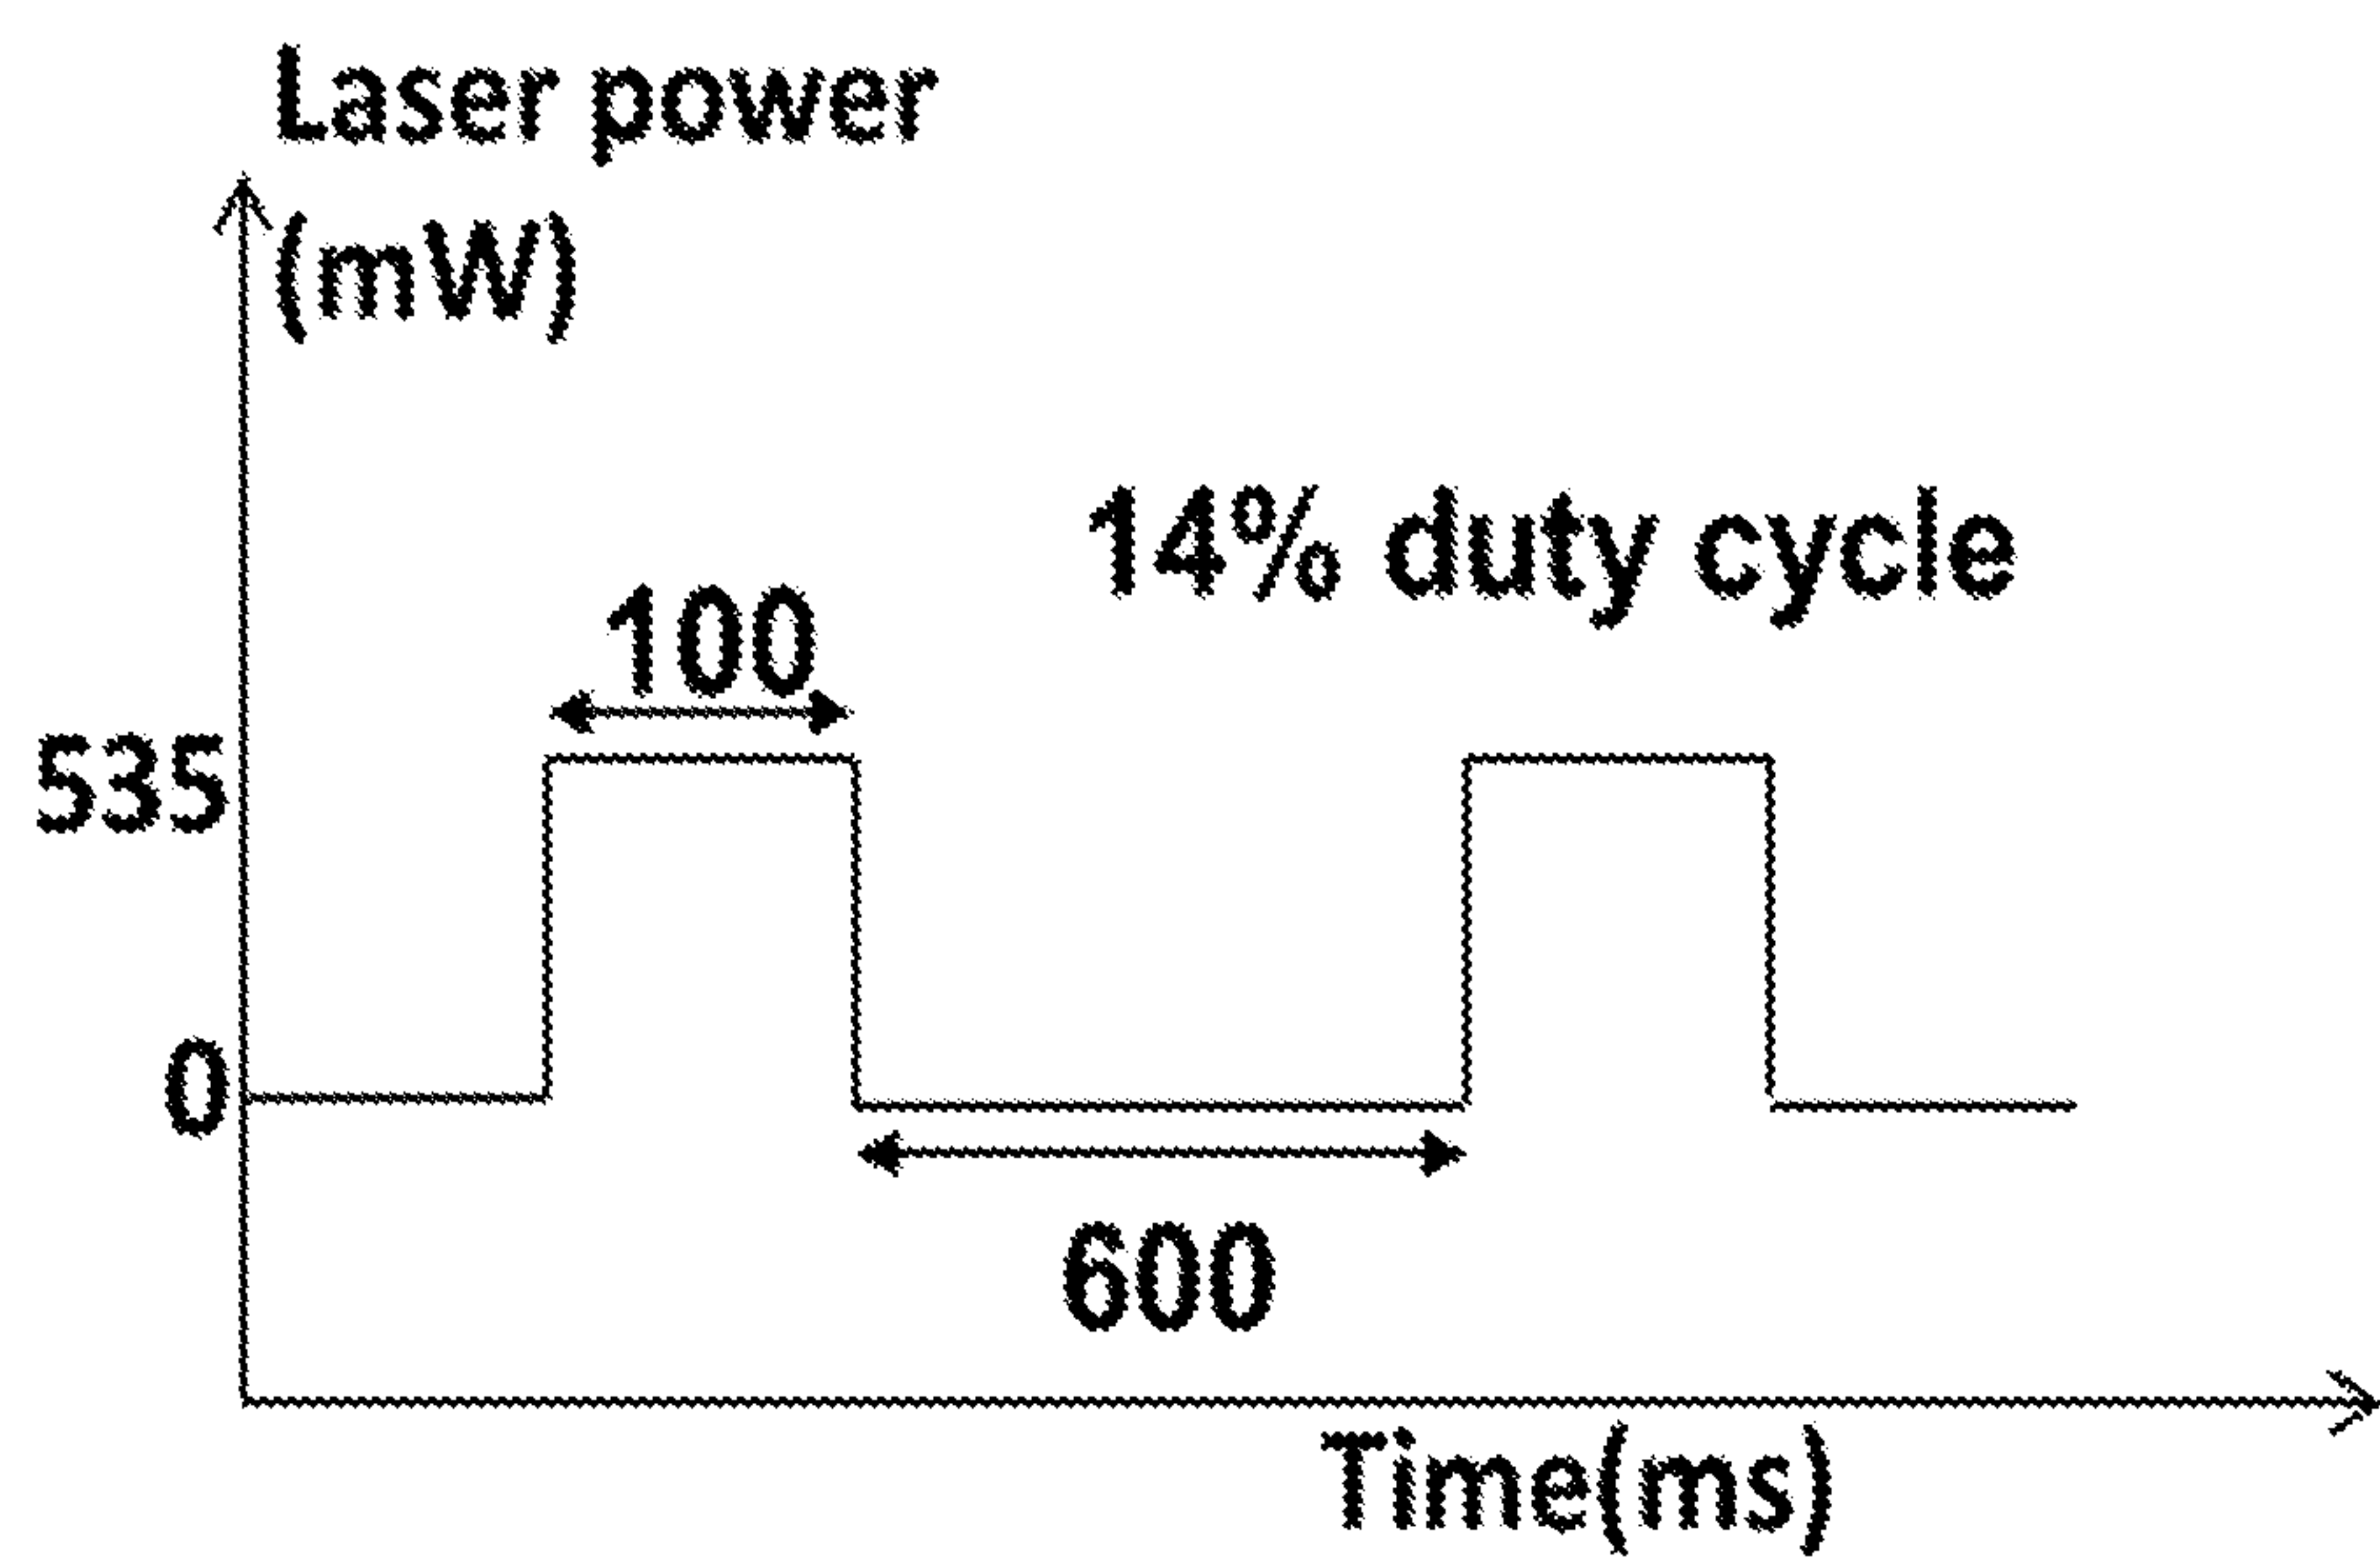 Laser power
(mW)
14% duty cycle
100
535
0
600
Time(ms)